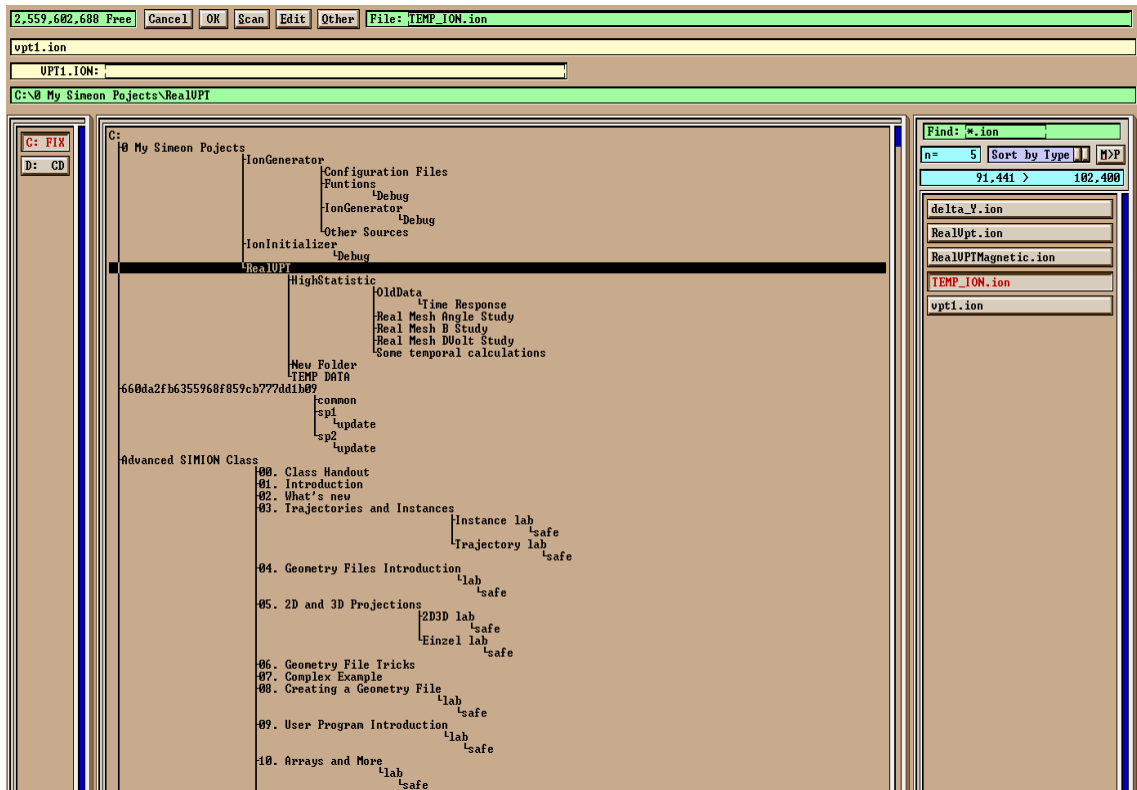 2,559,602,688 Free Cancel OK Scan Edit Other File: TEMP_ION.ion
vpt1.ion
VPT1.ION:
C:\0 My Simeon Pojects\RealVPT
C: FIX
D: CD
C:
0 My Simeon Pojects
IonGenerator
Configuration Files
Funtions
Debug
IonGenerator
Debug
Other Sources
IonInitializer
Debug
RealVPT
HighStatistic
OldData
Time Response
Real Mesh Angle Study
Real Mesh B Study
Real Mesh DVolt Study
Some temporal calculations
New Folder
TEMP DATA
660da2fb6355968f859cb777dd1b09
common
sp1
update
sp2
update
Advanced SIMION Class
00. Class Handout
01. Introduction
02. What's new
03. Trajectories and Instances
Instance lab
safe
Trajectory lab
safe
04. Geometry Files Introduction
lab
safe
05. 2D and 3D Projections
2D3D lab
safe
Einzel lab
safe
06. Geometry File Tricks
07. Complex Example
08. Creating a Geometry File
lab
safe
09. User Program Introduction
lab
safe
10. Arrays and More
lab
safe
Find: *.ion
n= 5 Sort by Type M>P
91,441 > 102,400
delta_Y.ion
RealVpt.ion
RealVPTMagnetic.ion
TEMP_ION.ion
vpt1.ion